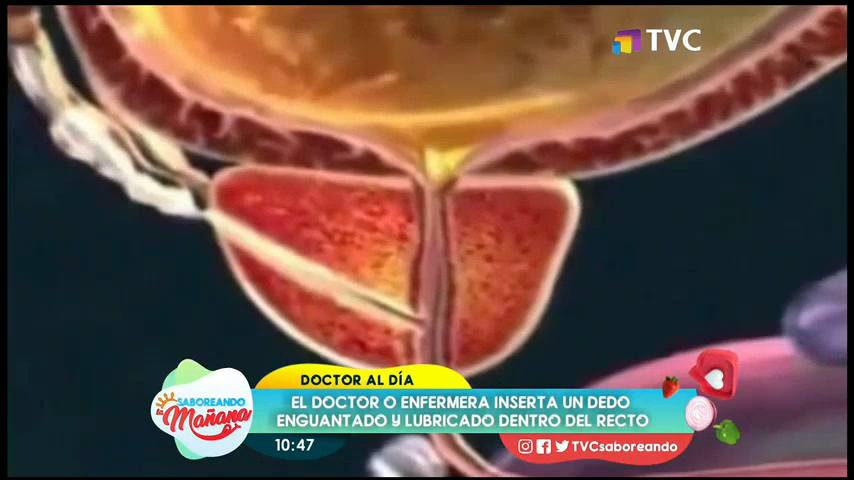 TVC
DOCTOR AL DÍA
SABOREANDO
Mañana
EL DOCTOR O ENFERMERA INSERTA UN DEDO
ENGUANTADO Y LUBRICADO DENTRO DEL RECTO
10:47
TVCsaboreando